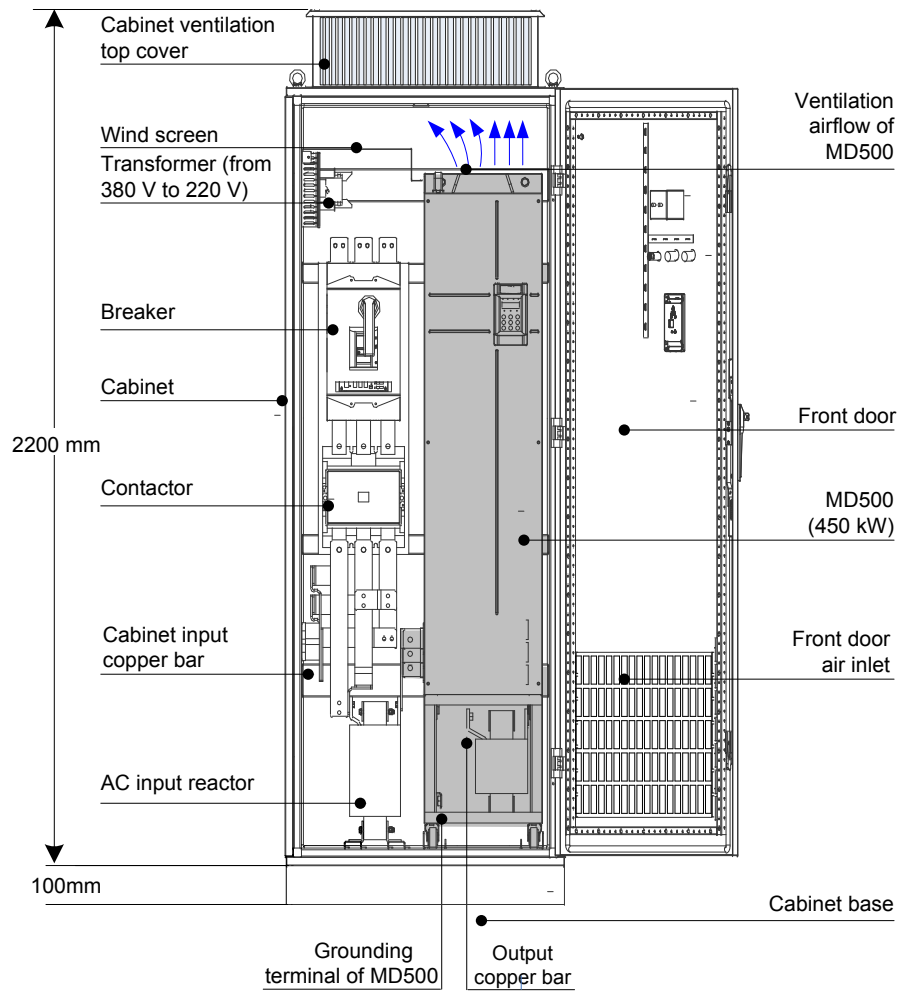 Cabinet ventilation
top cover
Wind screen
Transformer (from
380 V to 220 V)
Breaker
Cabinet
2200 mm
Contactor
Cabinet input
copper bar
AC input reactor
100mm
Ventilation
airflow of
MD500
Front door
MD500
(450 kW)
Front door
air inlet
Cabinet base
Grounding
terminal of MD500
Output
copper bar